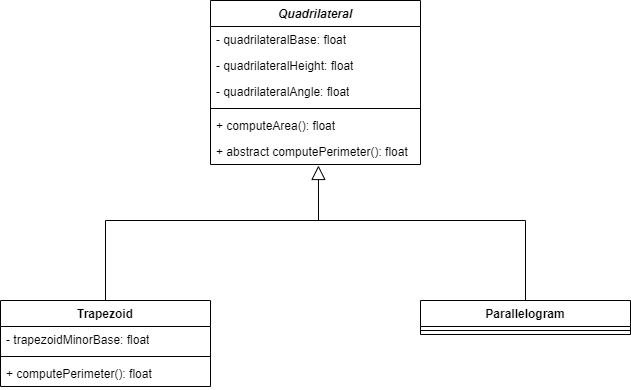 Quadrilateral
- quadrilateralBase: float
- quadrilateralHeight: float
- quadrilateralAngle: float
+ computeArea(): float
+ abstract computePerimeter(): float
Trapezoid
- trapezoidMinorBase: float
+ computePerimeter(): float
Parallelogram